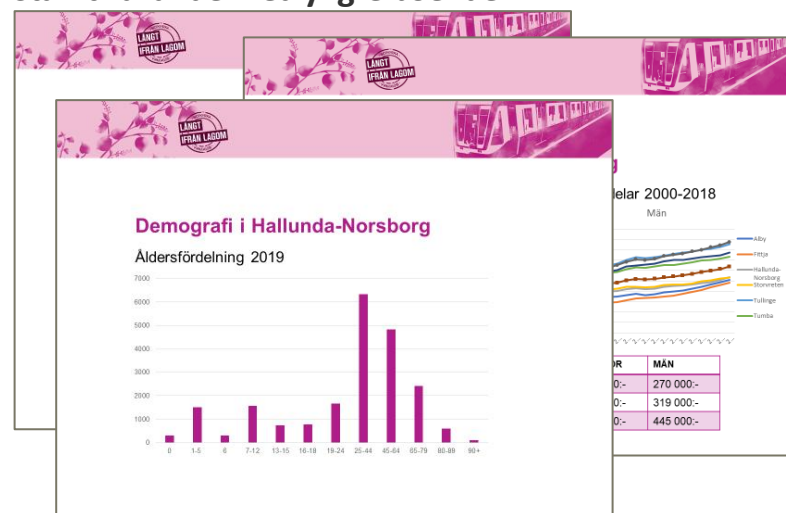 LÅNGT
IFRÅN LAGOM
LÅNGT
IFRÅN LAGOM
LÅNGT
IFRÅN LAGOM
Demografi i Hallunda-Norsborg
Åldersfördelning 2019
7000
6000
5000
4000
3000
2000
1000
0
0 1-5 6 7-12 13-15 16-18 19-24 25-44 45-64 65-79 80-89 90+
2000-2018
Män
Alby
Fittja
Hallunda-
Norsborg
Storvreten
Tullinge
Tumba
MÄN
270 000:-
319 000:-
445 000:-